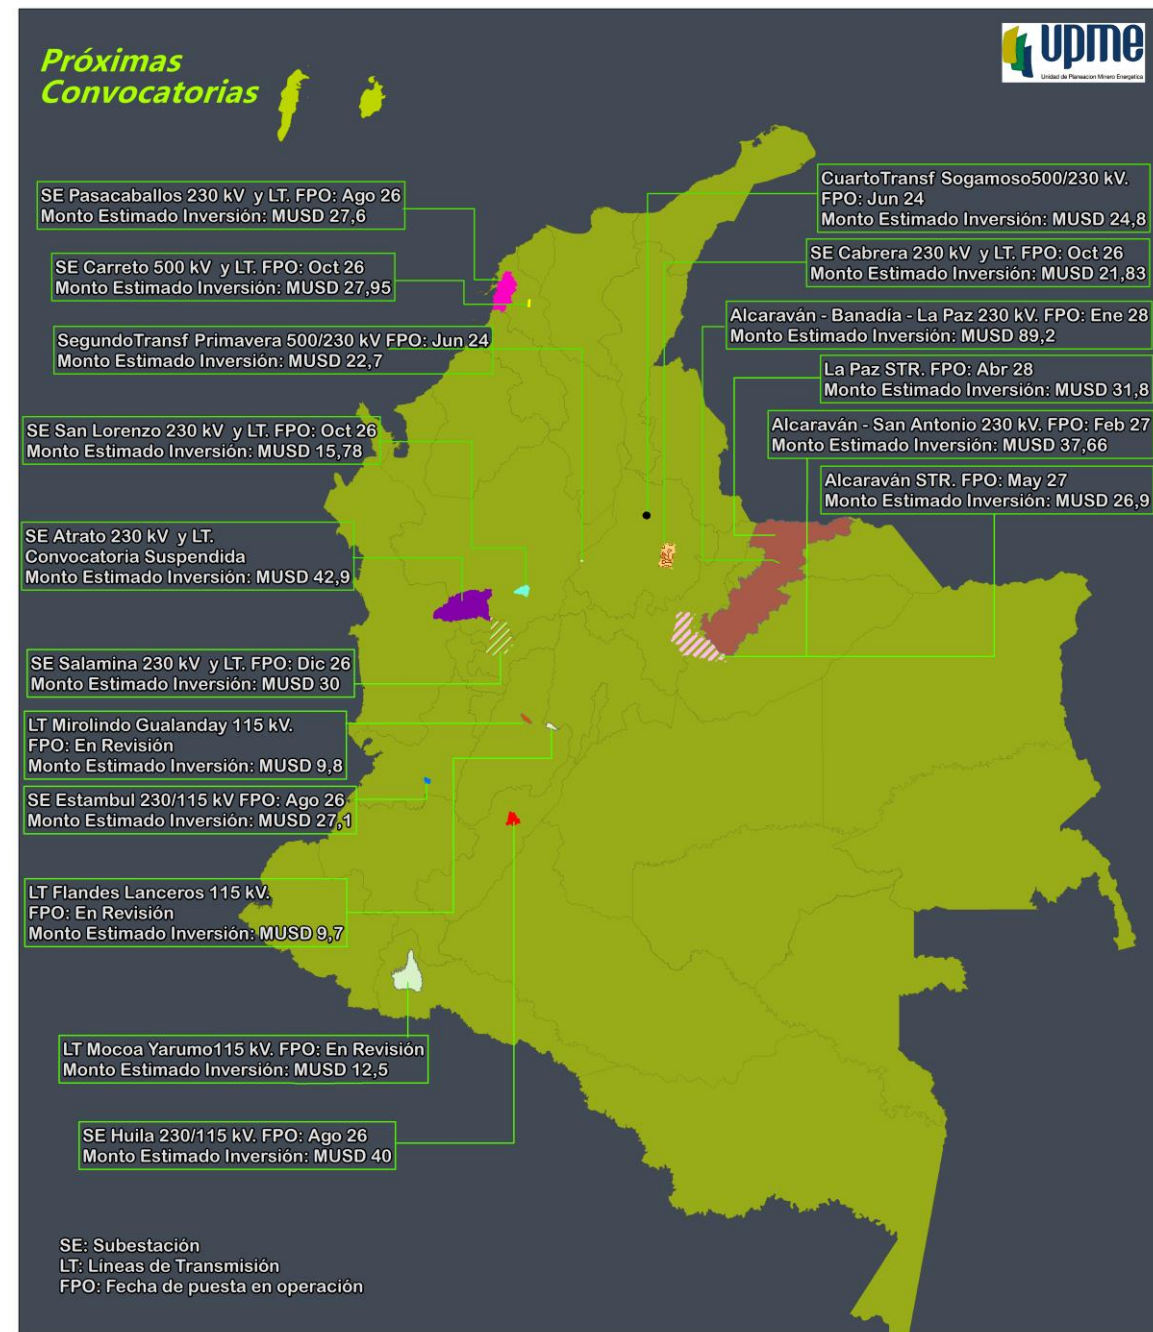 Próximas
Convocatorias
upme
Unidad de Planeacion Minero Energetica
SE Pasacaballos 230 kV y LT. FPO: Ago 26
Monto Estimado Inversión: MUSD 27,6
SE Carreto 500 kV y LT. FPO: Oct 26
Monto Estimado Inversión: MUSD 27,95
SegundoTransf Primavera 500/230 kV FPO: Jun 24
Monto Estimado Inversión: MUSD 22,7
SE San Lorenzo 230 kV y LT. FPO: Oct 26
Monto Estimado Inversión: MUSD 15,78
SE Atrato 230 kV y LT.
Convocatoria Suspendida
Monto Estimado Inversión: MUSD 42,9
SE Salamina 230 kV y LT. FPO: Dic 26
Monto Estimado Inversión: MUSD 30
LT Mirolindo Gualanday 115 kV.
FPO: En Revisión
Monto Estimado Inversión: MUSD 9,8
SE Estambul 230/115 kV FPO: Ago 26
Monto Estimado Inversión: MUSD 27,1
LT Flandes Lanceros 115 kV.
FPO: En Revisión
Monto Estimado Inversión: MUSD 9,7
LT Mocoa Yarumo115 kV. FPO: En Revisión
Monto Estimado Inversión: MUSD 12,5
SE Huila 230/115 kV. FPO: Ago 26
Monto Estimado Inversión: MUSD 40
CuartoTransf Sogamoso500/230 kV.
FPO: Jun 24
Monto Estimado Inversión: MUSD 24,8
SE Cabrera 230 kV y LT. FPO: Oct 26
Monto Estimado Inversión: MUSD 21,83
Alcaraván - Banadía - La Paz 230 kV. FPO: Ene 28
Monto Estimado Inversión: MUSD 89,2
La Paz STR. FPO: Abr 28
Monto Estimado Inversión: MUSD 31,8
Alcaraván - San Antonio 230 kV. FPO: Feb 27
Monto Estimado Inversión: MUSD 37,66
Alcaraván STR. FPO: May 27
Monto Estimado Inversión: MUSD 26,9
SE: Subestación
LT: Líneas de Transmisión
FPO: Fecha de puesta en operación